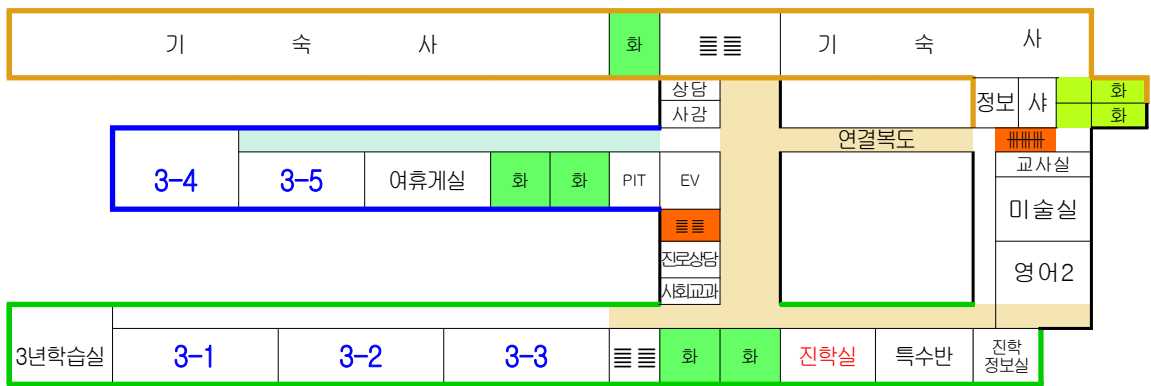 기 숙 사 화 기 숙 사
상담
사감
정보 샤 화
화
연결복도
3-4 3-5 여휴게실 화 화 PIT EV
교사실
미술실
진로상담
사회교과
영어2
3년학습실 3-1 3-2 3-3 화 화 진학실 특수반 진학
정보실